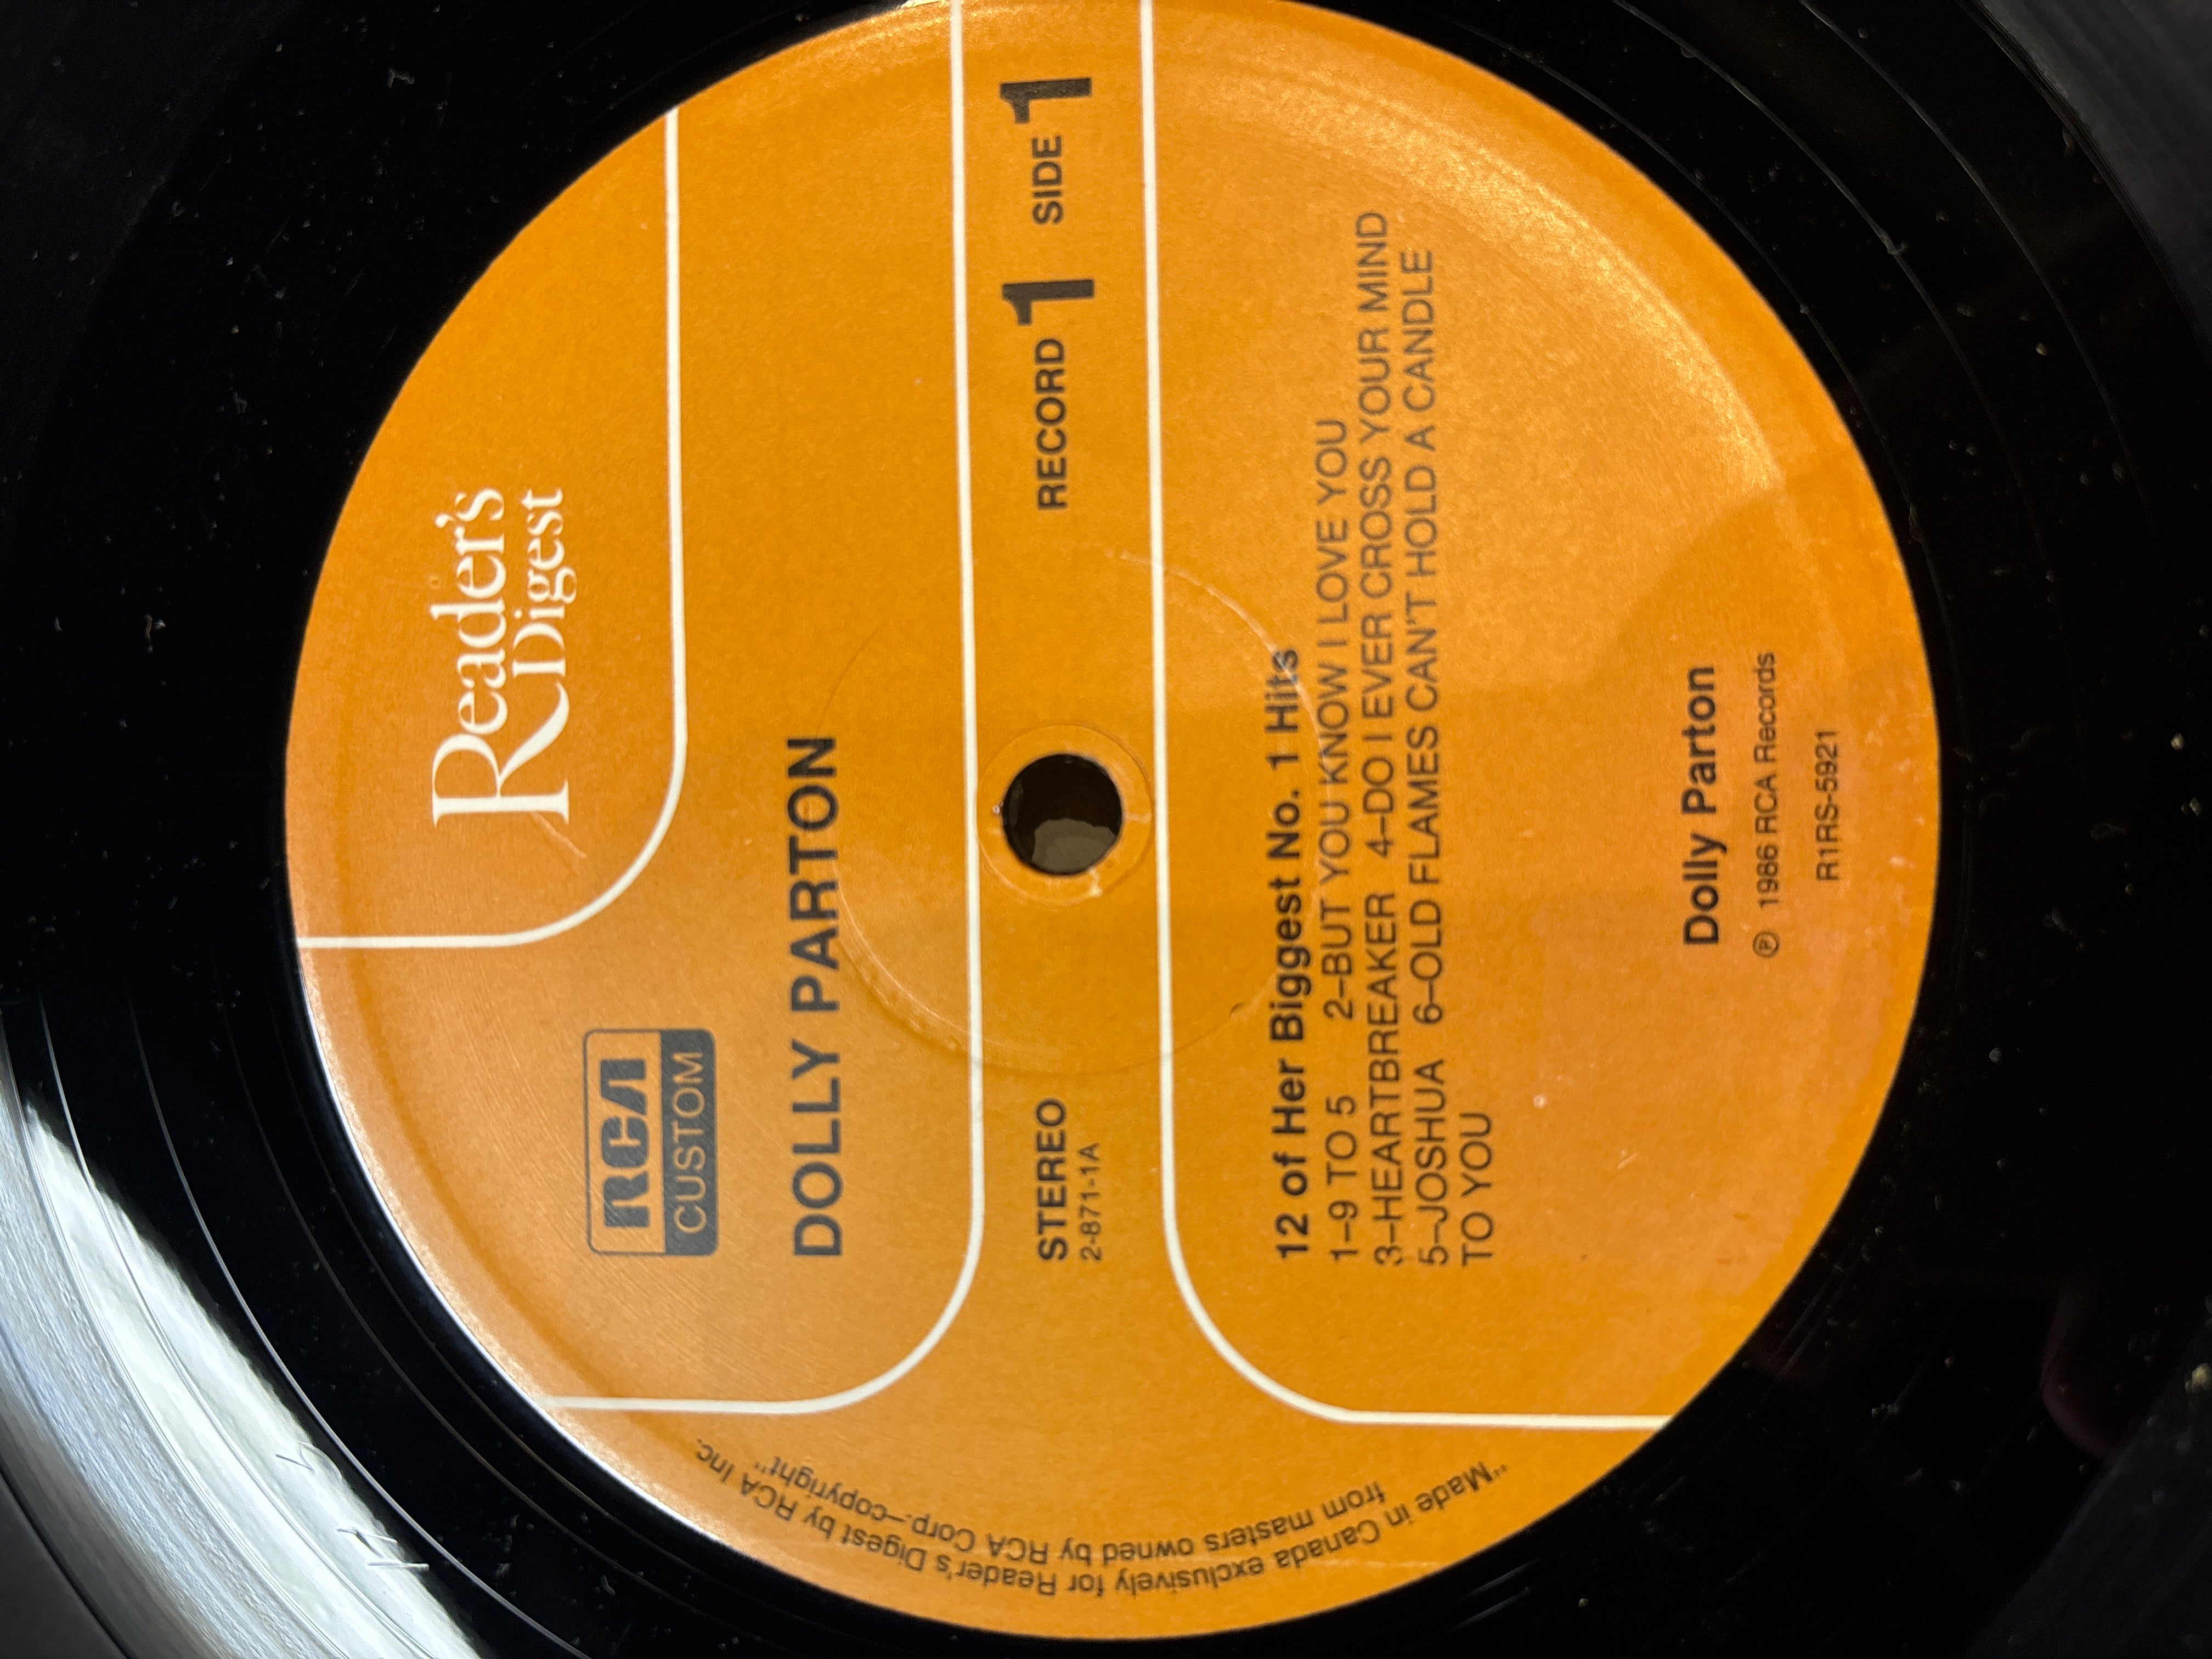 Reader's
Digest
RCA
CUSTOM
DOLLY PARTON
STEREO RECORD 1 SIDE 1
2-871-1A
12 of Her Biggest No. 1 Hits
1–9 TO 5 2–BUT YOU KNOW I LOVE YOU
3–HEARTBREAKER 4–DO I EVER CROSS YOUR MIND
5–JOSHUA 6–OLD FLAMES CAN'T HOLD A CANDLE
TO YOU
Dolly Parton
℗ 1986 RCA Records
R1RS-5921
"Made in Canada exclusively for Reader's Digest by RCA Inc.
from masters owned by RCA Corp.–copyright"